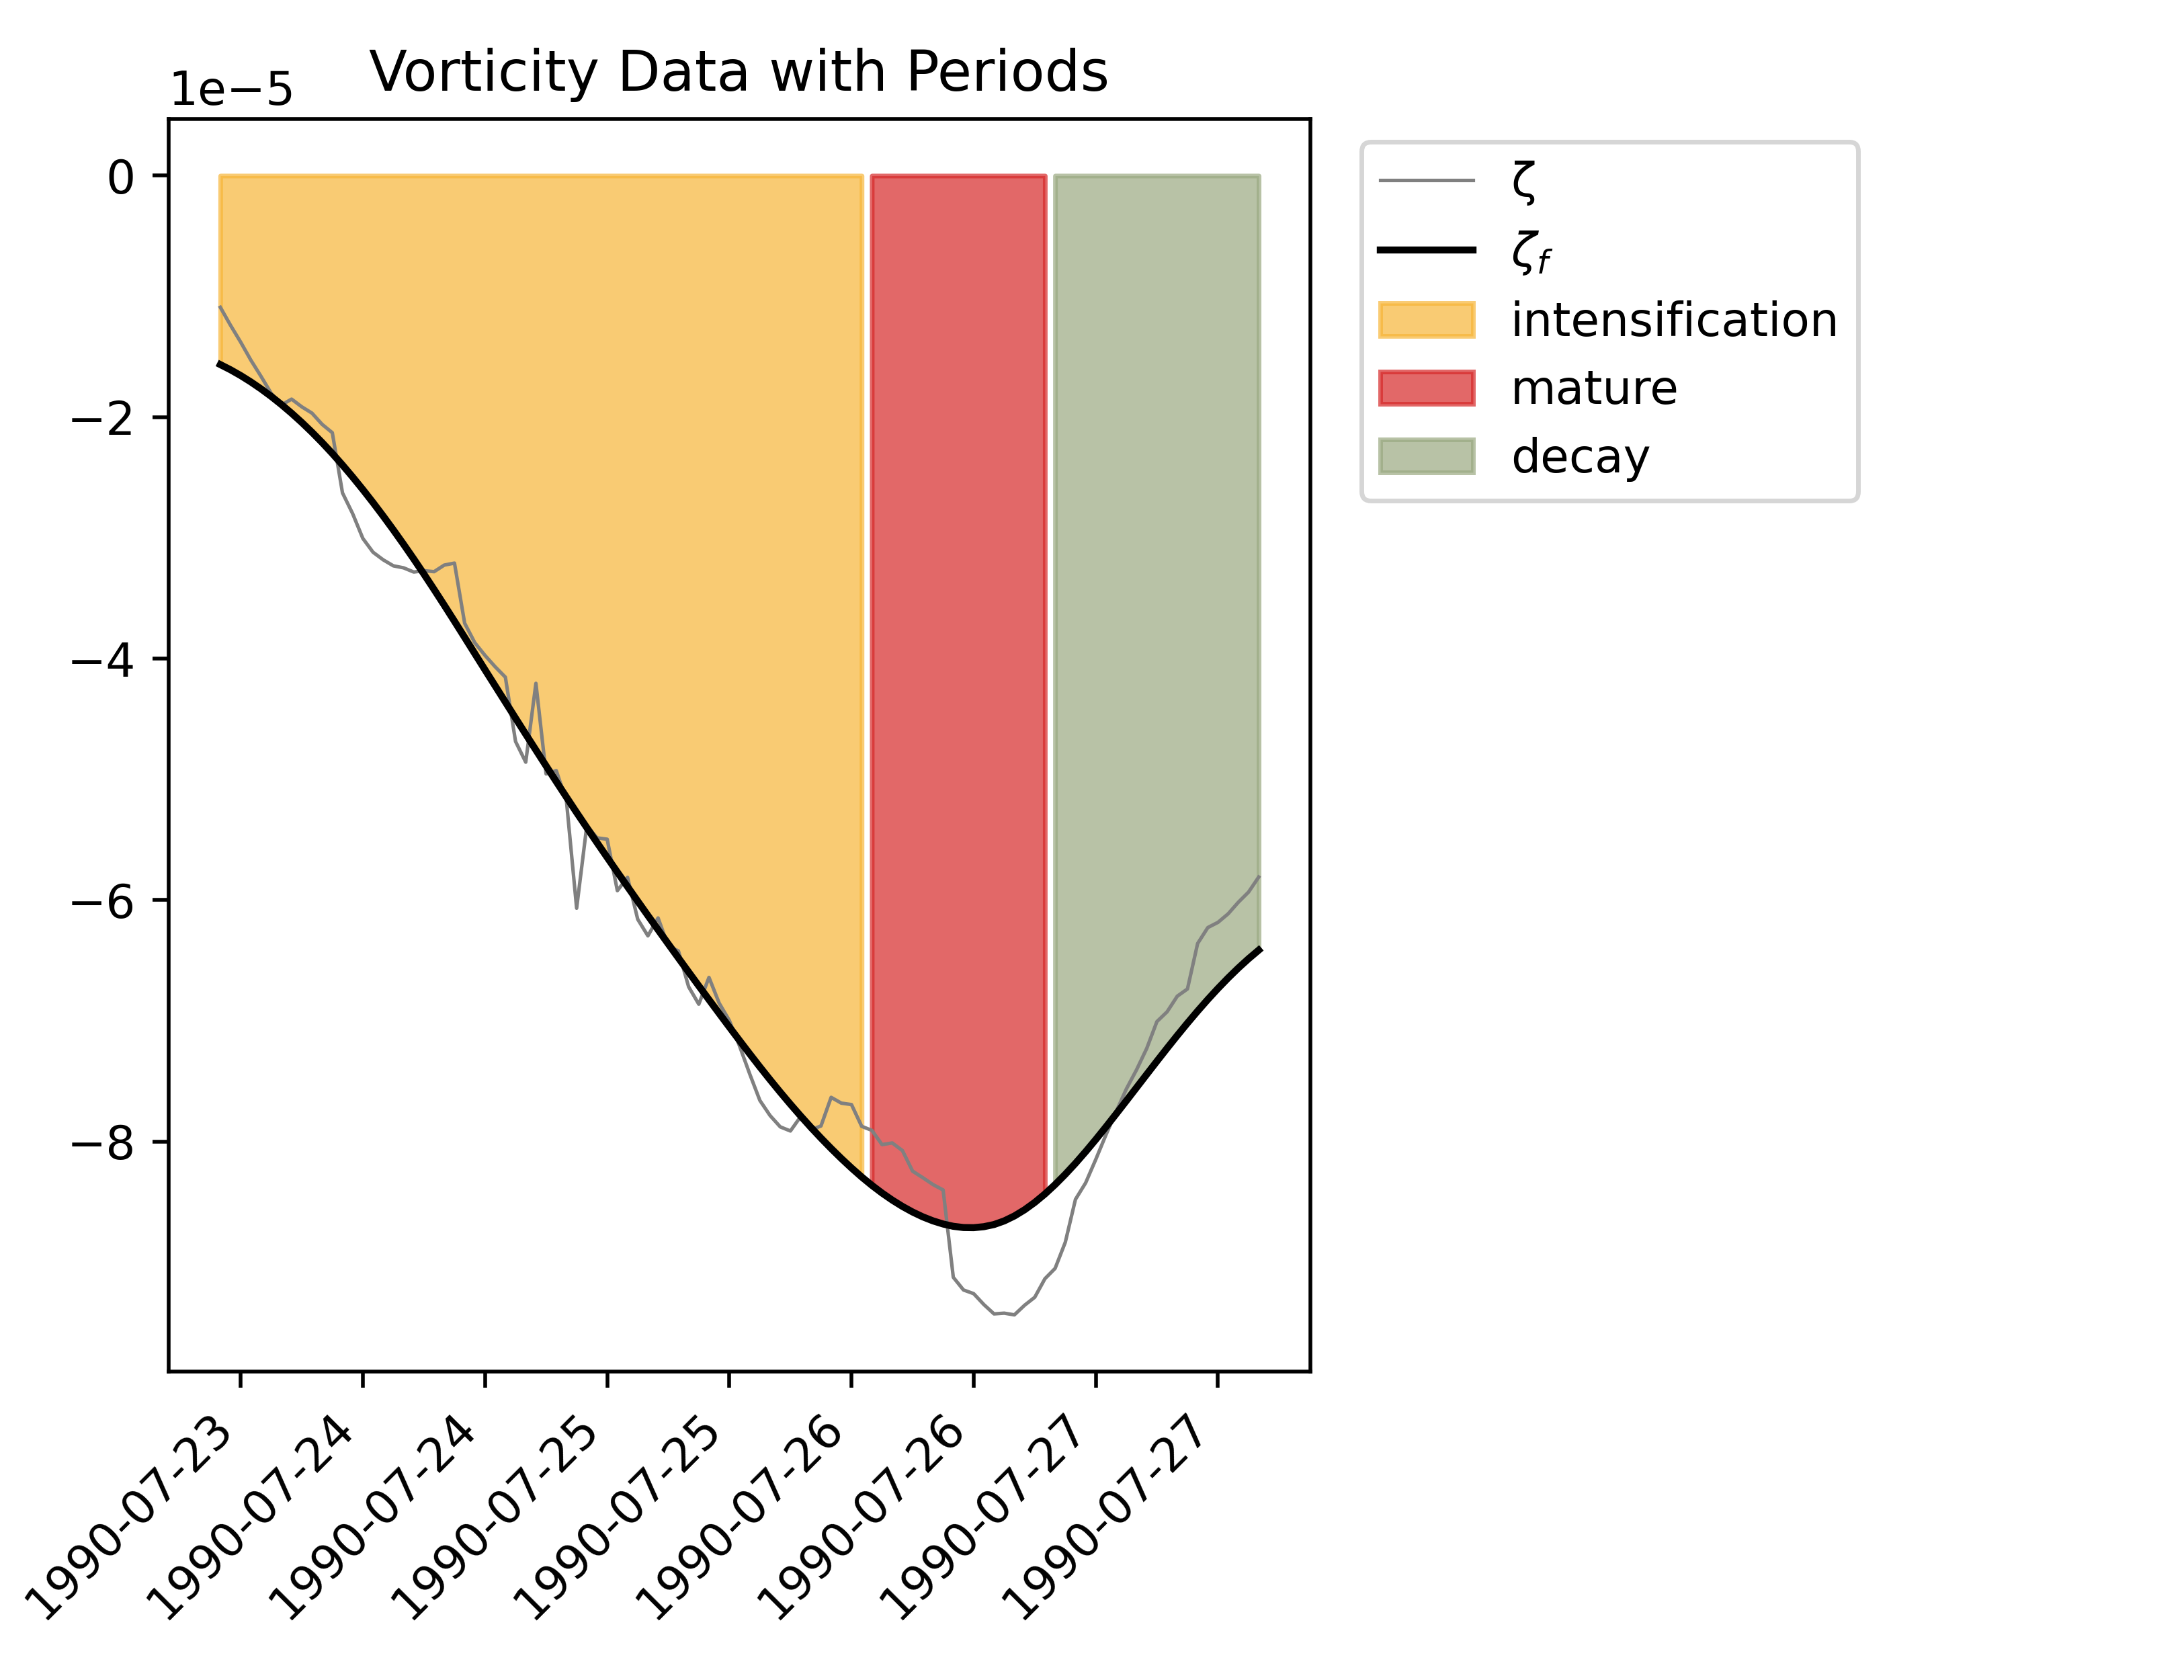 Vorticity Data with Periods
1e−5
0
−2
−4
−6
−8
1990-07-23
1990-07-24
1990-07-24
1990-07-25
1990-07-25
1990-07-26
1990-07-26
1990-07-27
1990-07-27
ζ
ζf
intensification
mature
decay